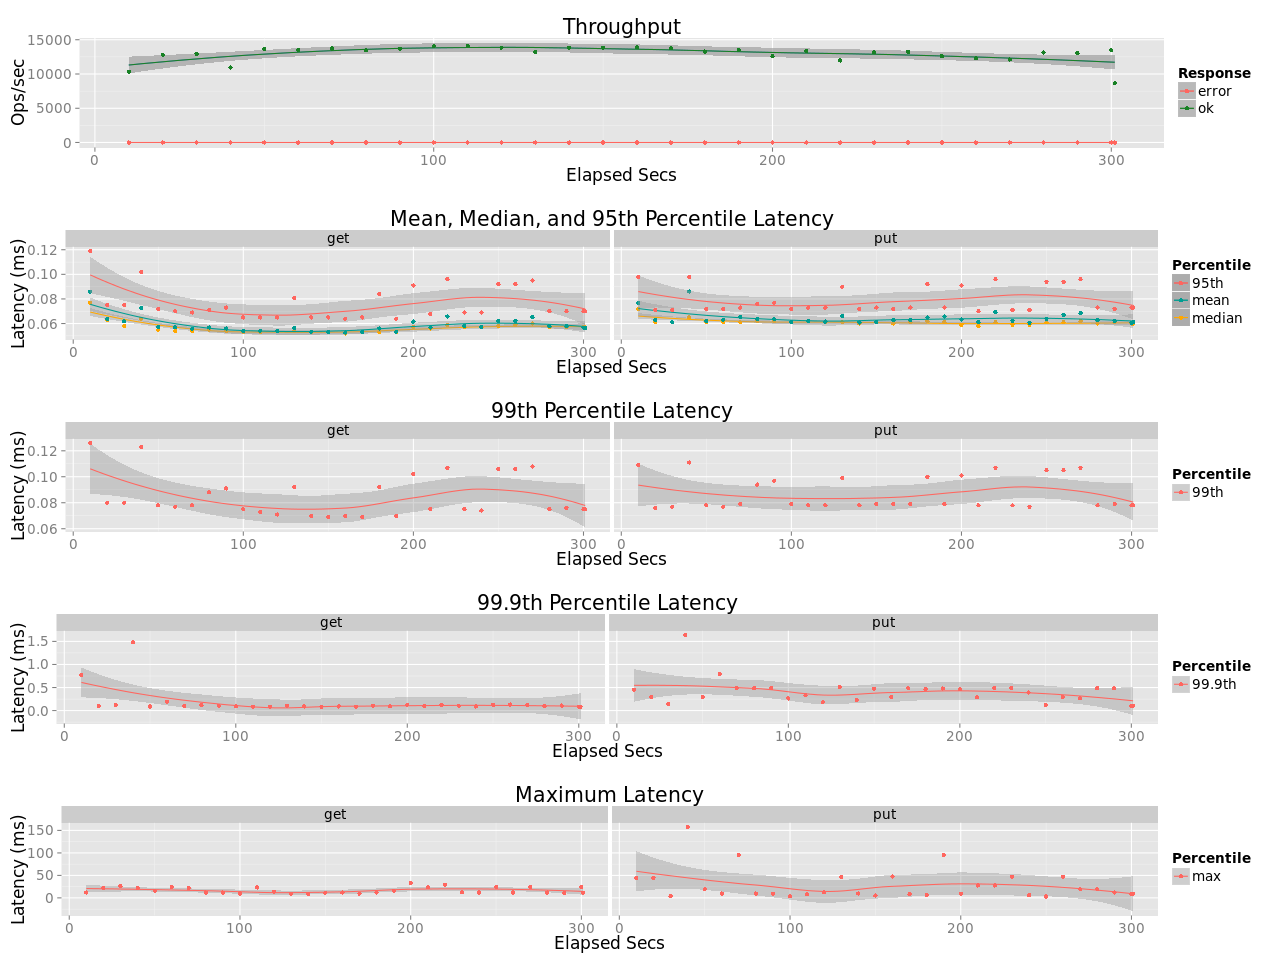 Throughput
Ops/sec
15000
10000
5000
0
0 100 200 300
Elapsed Secs
Response
error
ok
Mean, Median, and 95th Percentile Latency
get put
Latency (ms)
0.12
0.10
0.08
0.06
0 100 200 300 0 100 200 300
Elapsed Secs
Percentile
95th
mean
median
99th Percentile Latency
get put
Latency (ms)
0.12
0.10
0.08
0.06
0 100 200 300 0 100 200 300
Elapsed Secs
Percentile
99th
99.9th Percentile Latency
get put
Latency (ms)
1.5
1.0
0.5
0.0
0 100 200 300 0 100 200 300
Elapsed Secs
Percentile
99.9th
Maximum Latency
get put
Latency (ms)
150
100
50
0
0 100 200 300 0 100 200 300
Elapsed Secs
Percentile
max